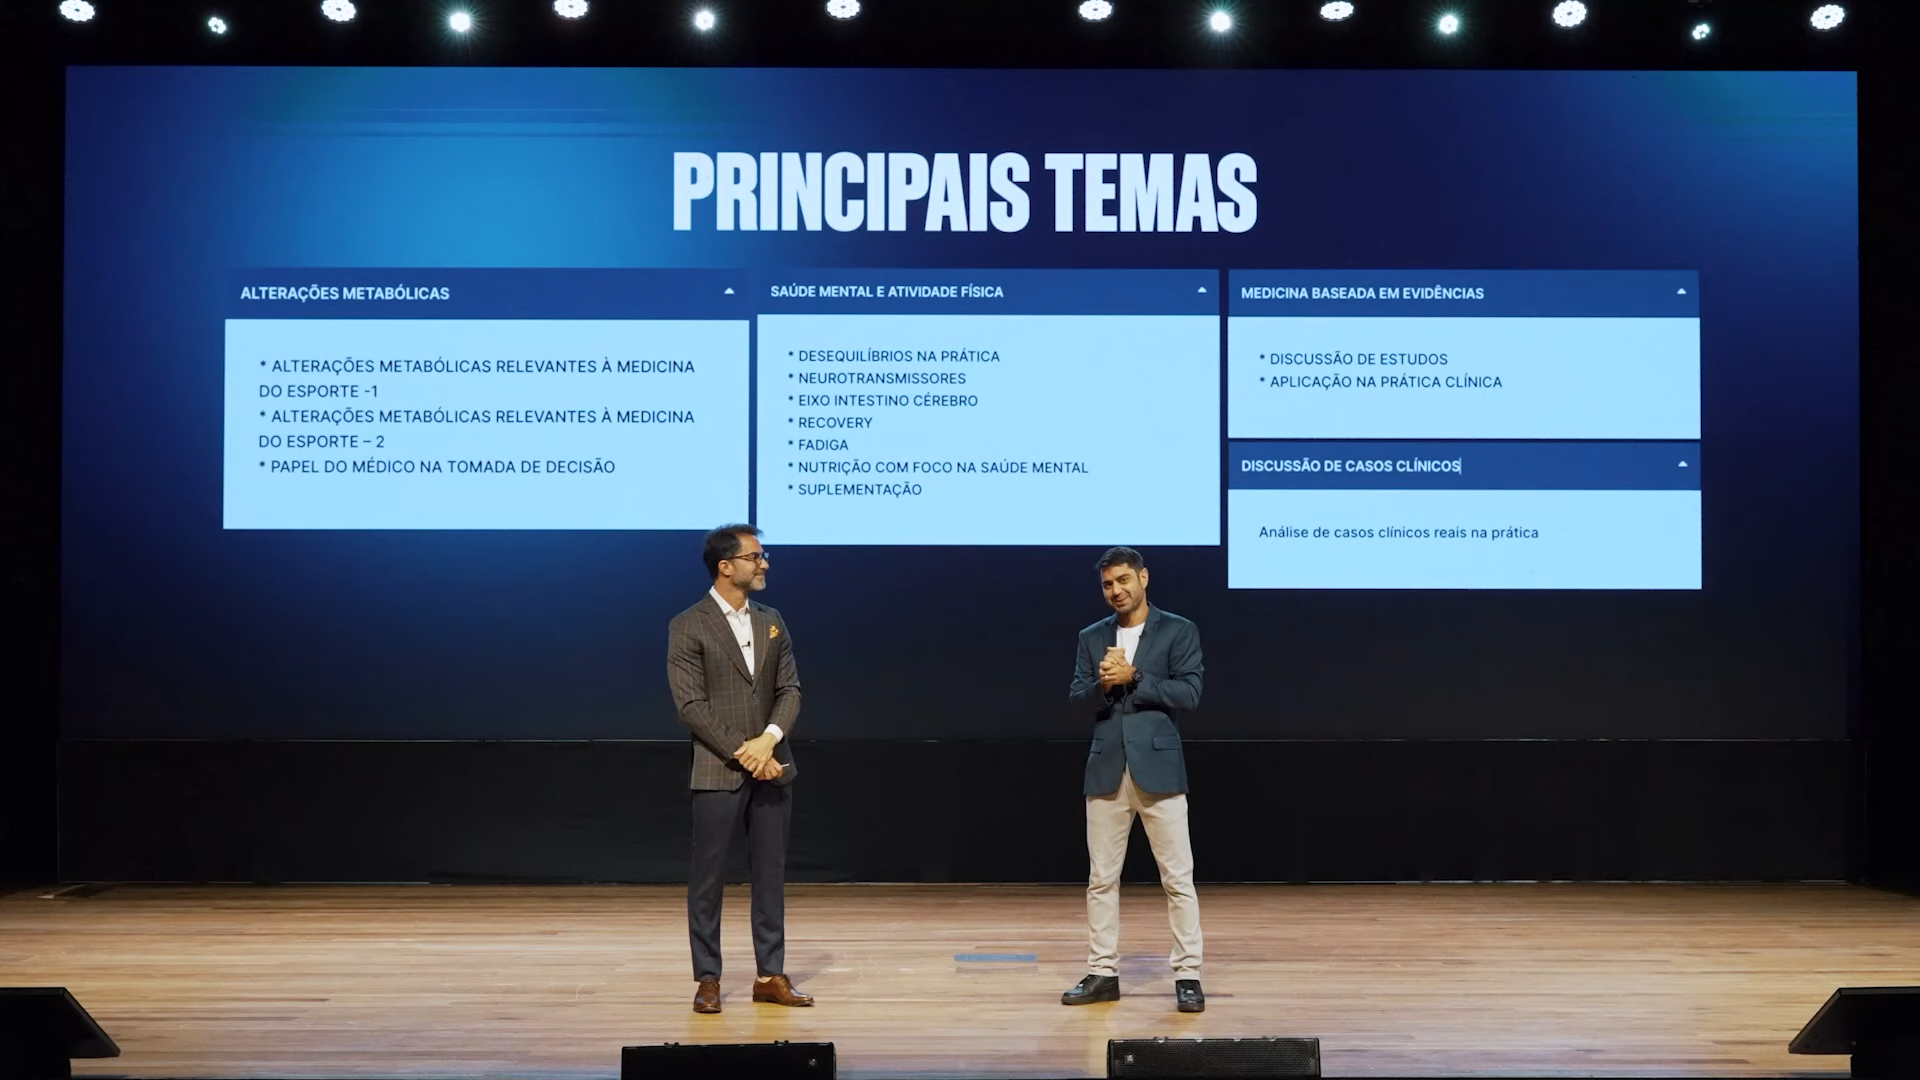 PRINCIPAIS TEMAS
ALTERAÇÕES METABÓLICAS
* ALTERAÇÕES METABÓLICAS RELEVANTES À MEDICINA
DO ESPORTE -1
* ALTERAÇÕES METABÓLICAS RELEVANTES À MEDICINA
DO ESPORTE – 2
* PAPEL DO MÉDICO NA TOMADA DE DECISÃO
SAÚDE MENTAL E ATIVIDADE FÍSICA
* DESEQUILÍBRIOS NA PRÁTICA
* NEUROTRANSMISSORES
* EIXO INTESTINO CÉREBRO
* RECOVERY
* FADIGA
* NUTRIÇÃO COM FOCO NA SAÚDE MENTAL
* SUPLEMENTAÇÃO
MEDICINA BASEADA EM EVIDÊNCIAS
* DISCUSSÃO DE ESTUDOS
* APLICAÇÃO NA PRÁTICA CLÍNICA
DISCUSSÃO DE CASOS CLÍNICOS
Análise de casos clínicos reais na prática